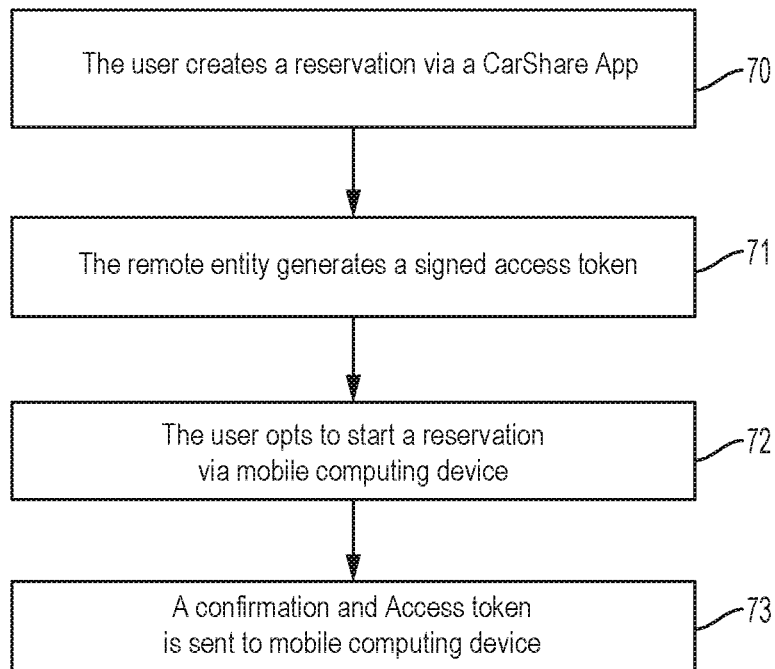 The user creates a reservation via a CarShare App
70
The remote entity generates a signed access token
71
The user opts to start a reservation
via mobile computing device
72
A confirmation and Access token
is sent to mobile computing device
73